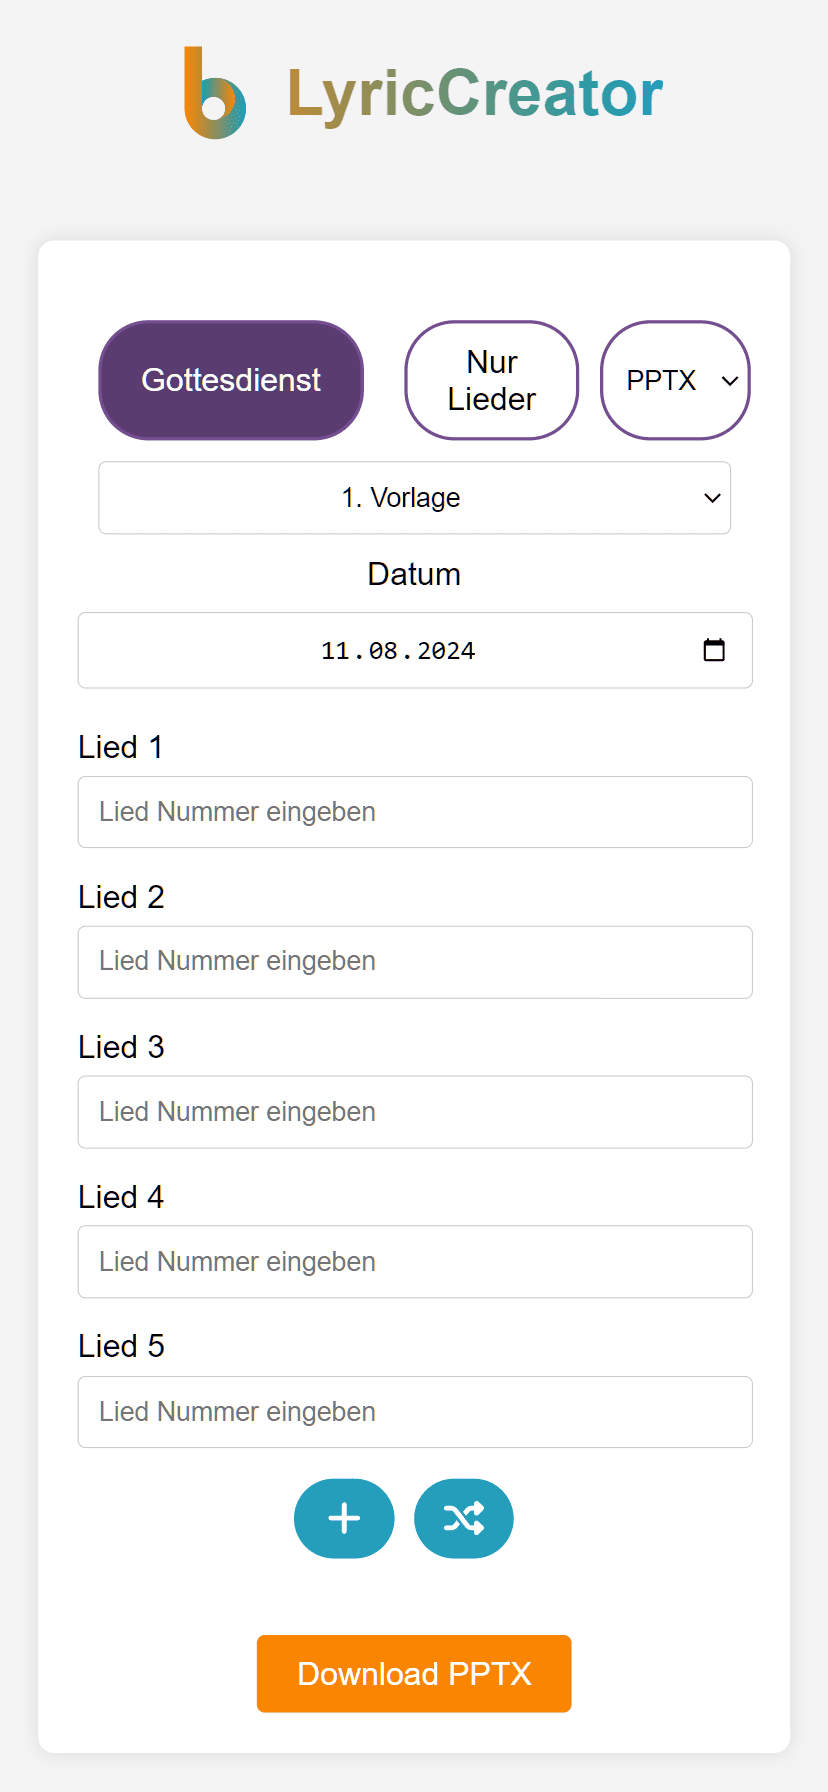 LyricCreator
Gottesdienst
Nur
Lieder
PPTX
1. Vorlage
Datum
11.08.2024
Lied 1
Lied Nummer eingeben
Lied 2
Lied Nummer eingeben
Lied 3
Lied Nummer eingeben
Lied 4
Lied Nummer eingeben
Lied 5
Lied Nummer eingeben
Download PPTX